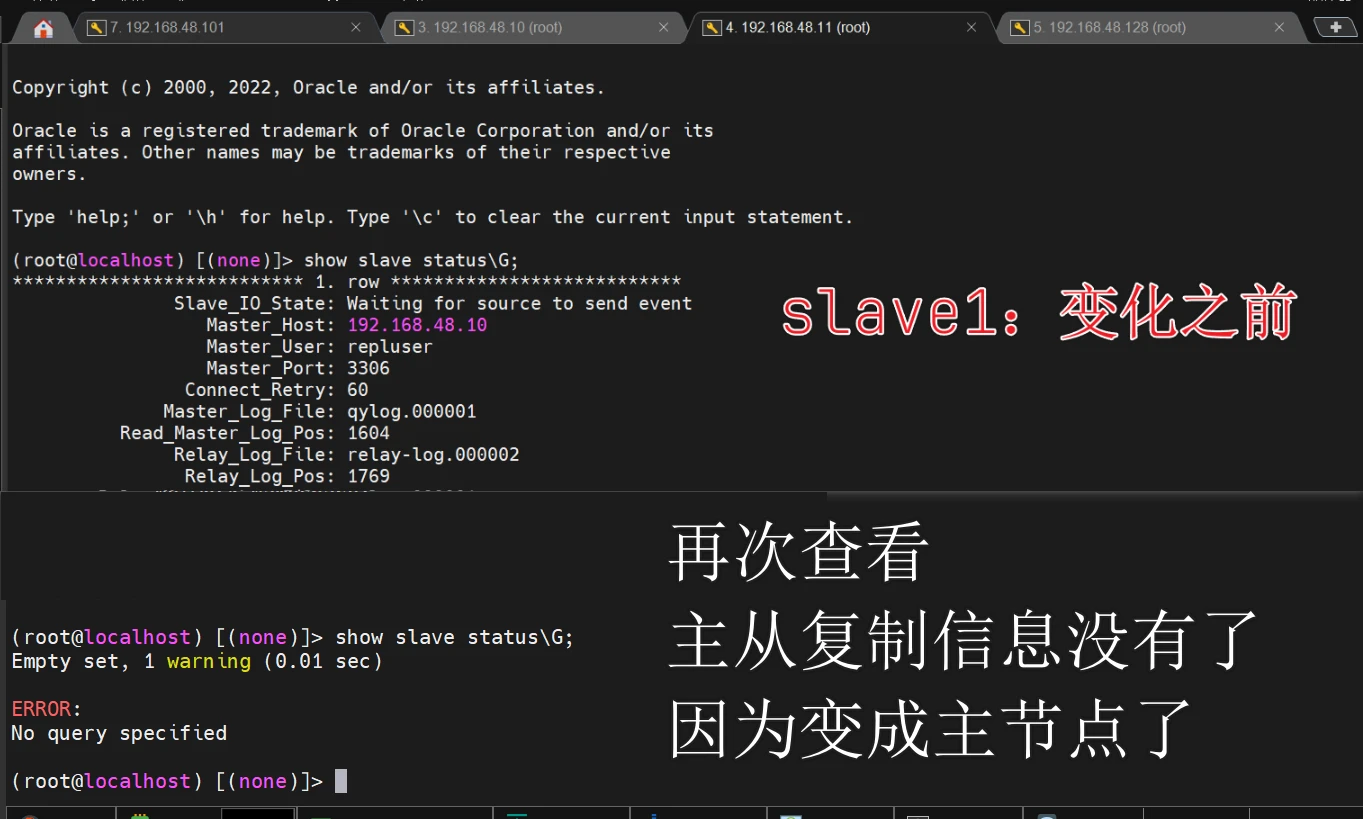 7. 192.168.48.101
3. 192.168.48.10 (root)
4. 192.168.48.11 (root)
5. 192.168.48.128 (root)
Copyright (c) 2000, 2022, Oracle and/or its affiliates.
Oracle is a registered trademark of Oracle Corporation and/or its
affiliates. Other names may be trademarks of their respective
owners.
Type 'help;' or '\h' for help. Type '\c' to clear the current input statement.
(root@localhost) [(none)]> show slave status\G;
*************************** 1. row ***************************
Slave_IO_State: Waiting for source to send event
Master_Host: 192.168.48.10
Master_User: repluser
Master_Port: 3306
Connect_Retry: 60
Master_Log_File: qylog.000001
Read_Master_Log_Pos: 1604
Relay_Log_File: relay-log.000002
Relay_Log_Pos: 1769
slave1：变化之前
再次查看
主从复制信息没有了
因为变成主节点了
(root@localhost) [(none)]> show slave status\G;
Empty set, 1 warning (0.01 sec)
ERROR:
No query specified
(root@localhost) [(none)]>